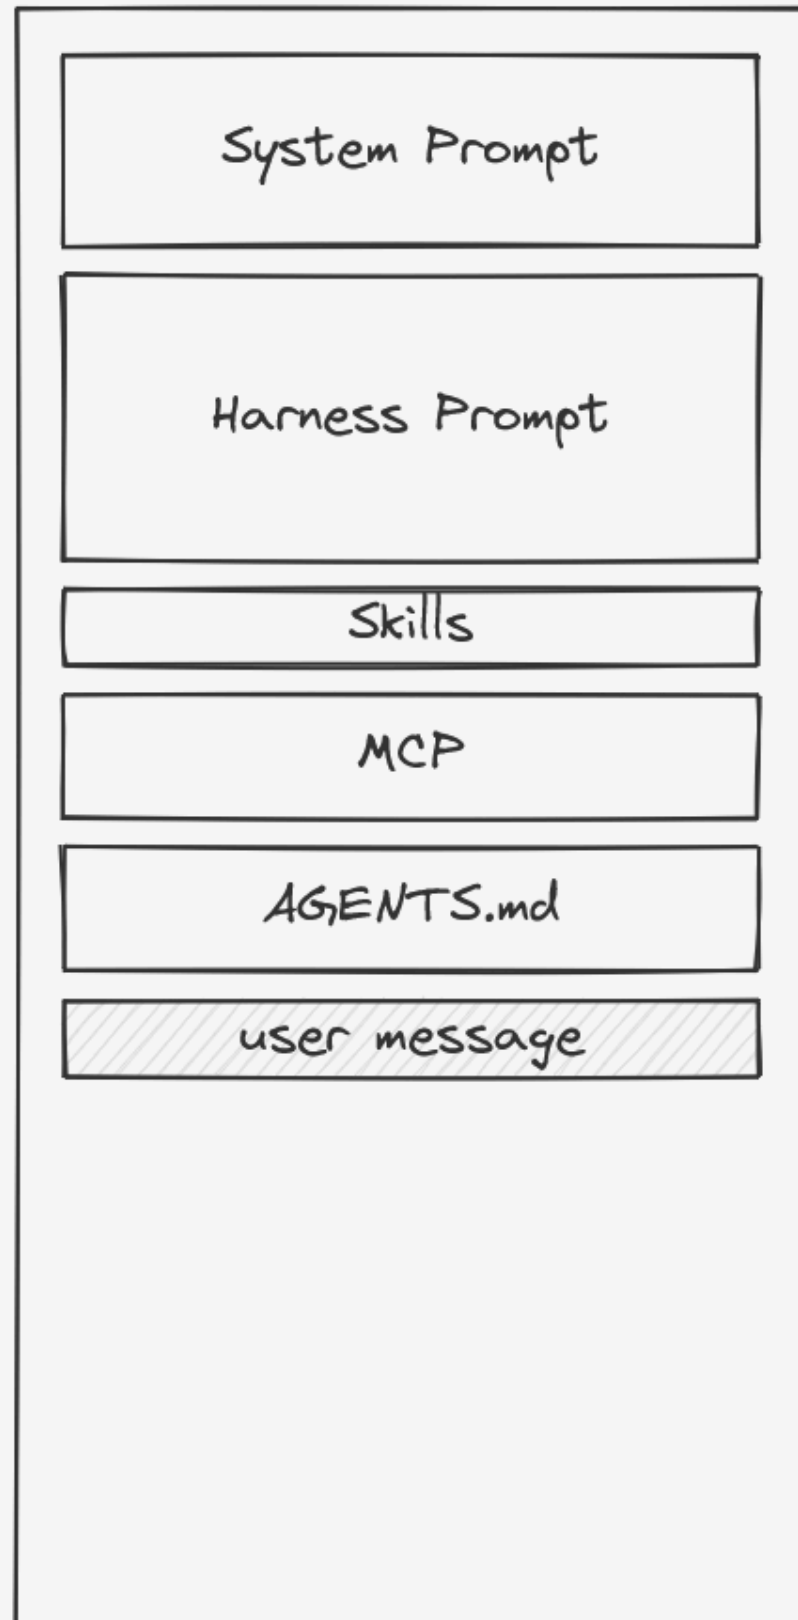 System Prompt
Harness Prompt
Skills
MCP
AGENTS.md
user message